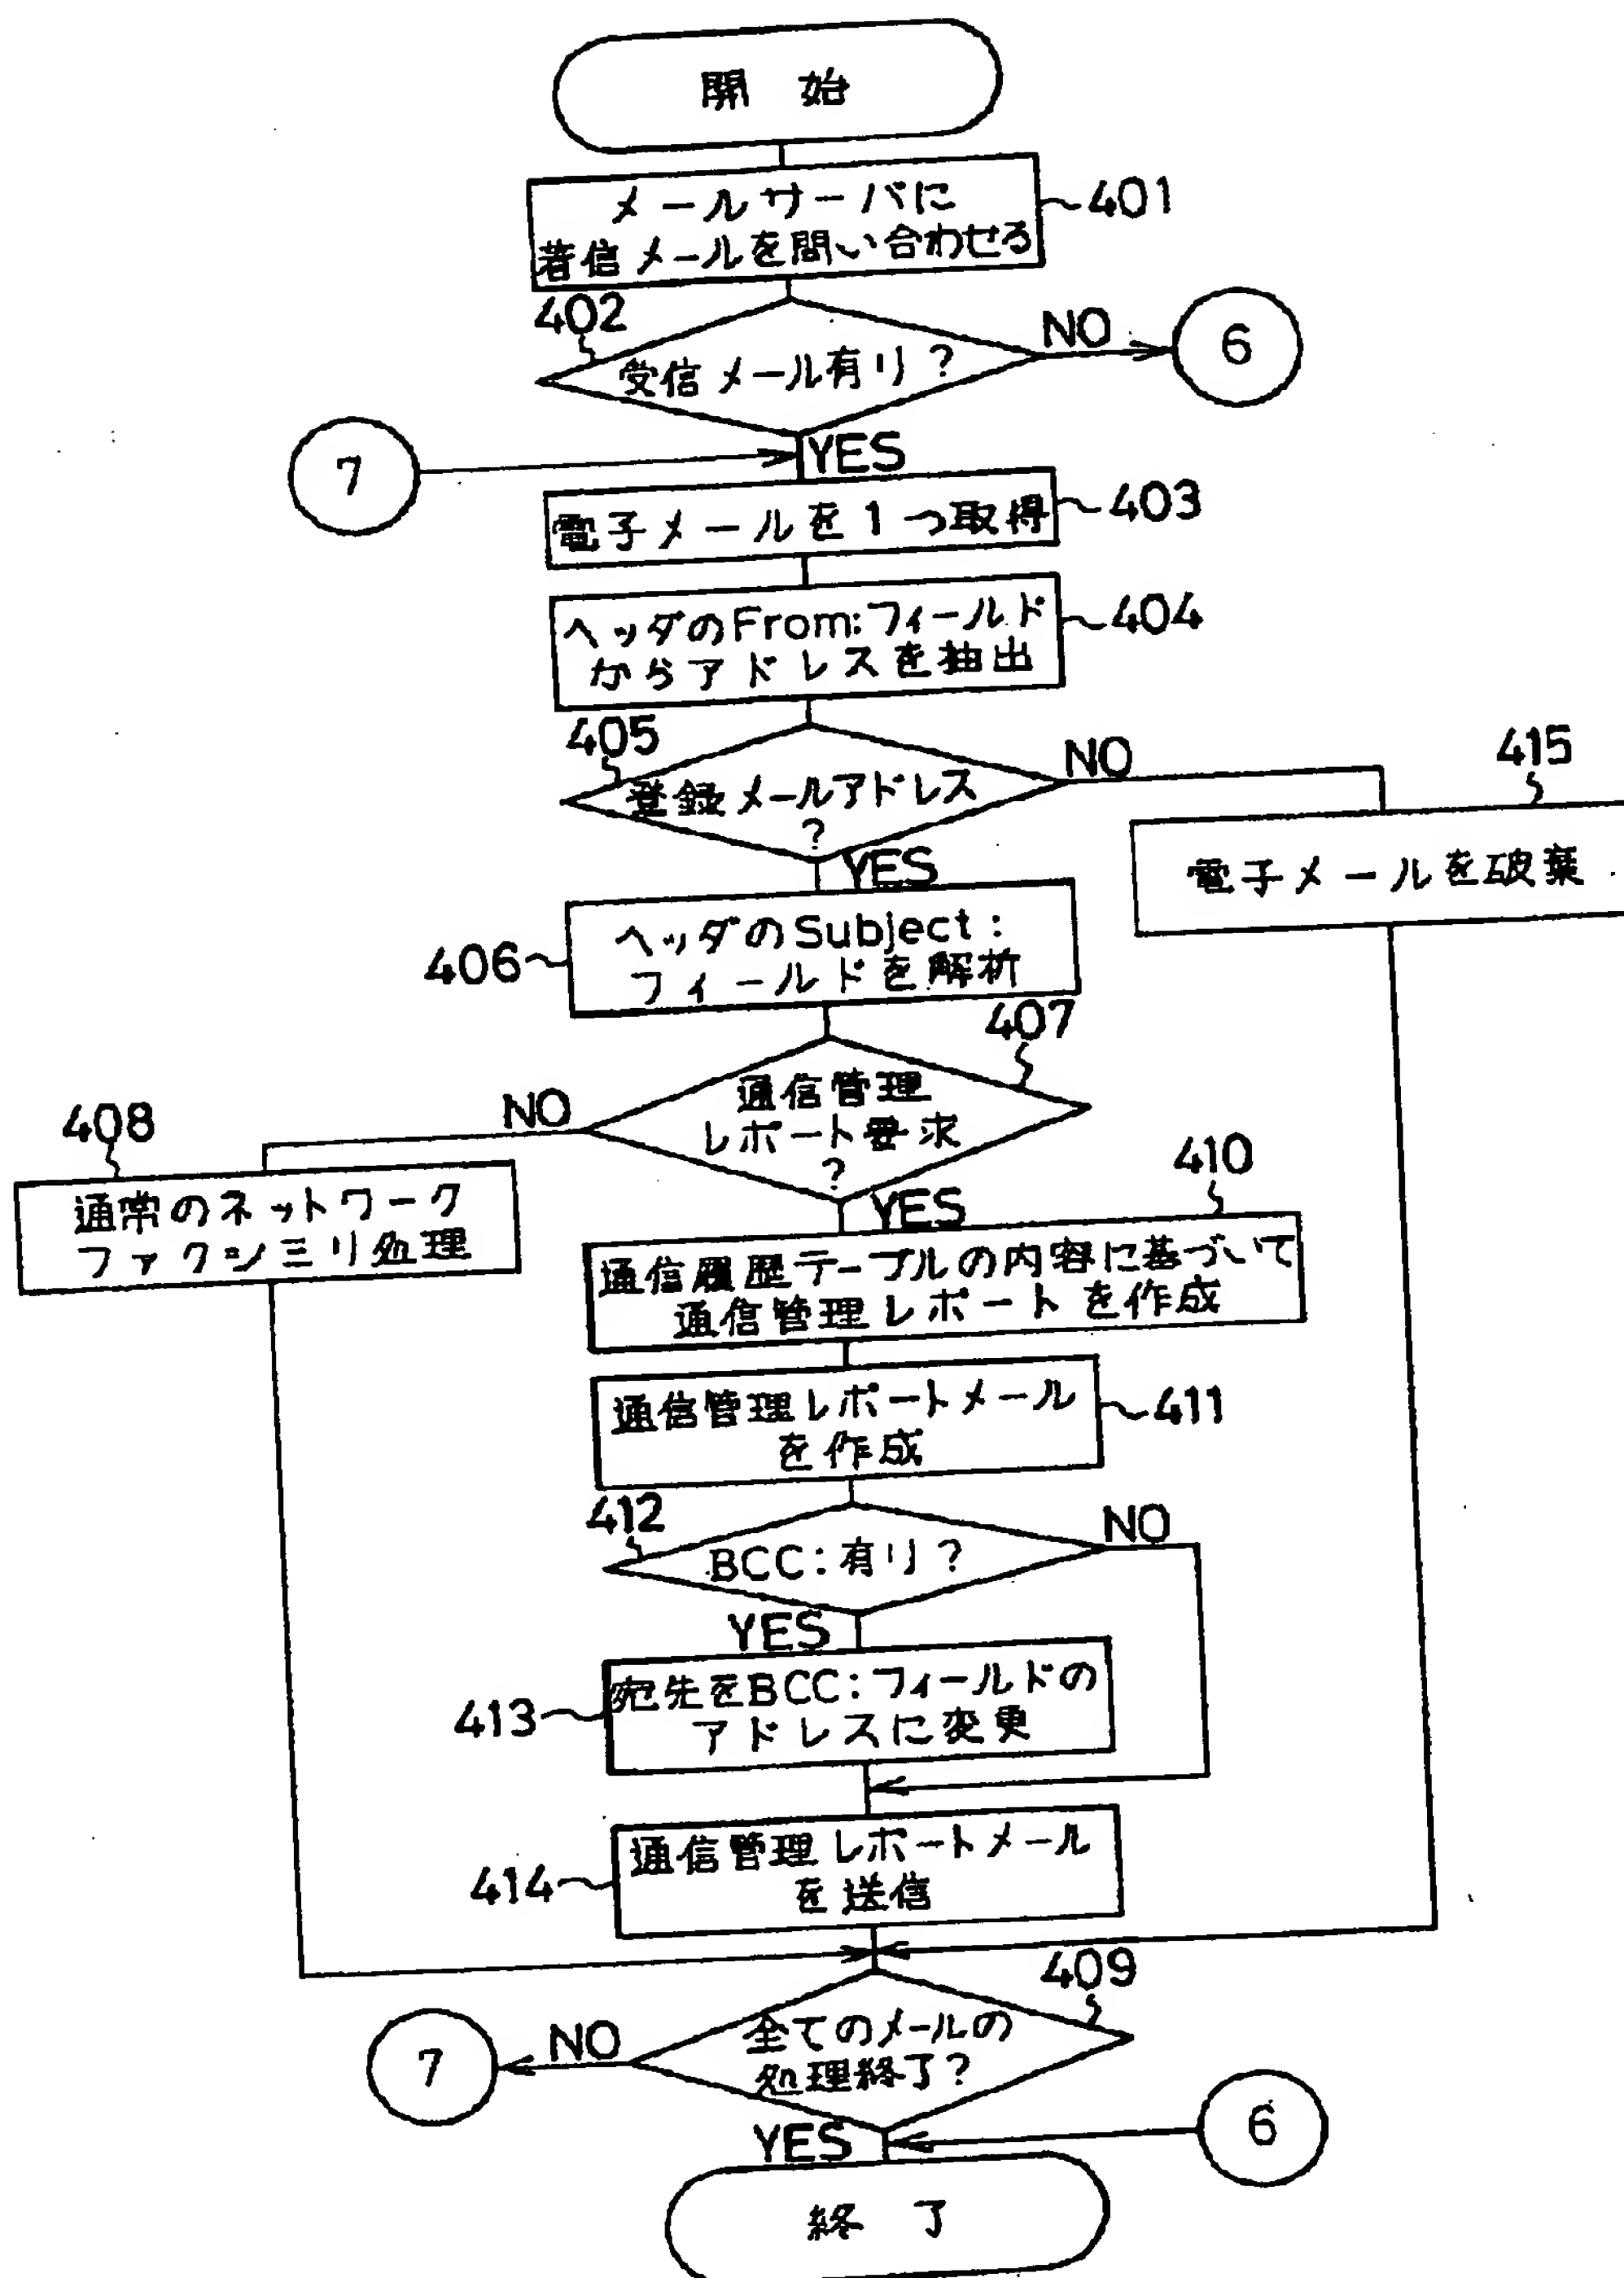 開始
メールサーバに
着信メールを問い合わせる
401
402
受信メール有り?
NO
6
7
YES
電子メールを1つ取得
403
ヘッダのFrom:フィールド
からアドレスを抽出
404
405
登録メールアドレス
?
NO
415
電子メールを破棄
YES
406
ヘッダのSubject:
フィールドを解析
407
通信管理
レポート要求
?
NO
408
通常のネットワーク
ファクシミリ処理
YES
410
通信履歴テーブルの内容に基づいて
通信管理レポートを作成
通信管理レポートメール
を作成
411
412
BCC:有り?
NO
YES
413
宛先をBCC:フィールドの
アドレスに変更
414
通信管理レポートメール
を送信
409
全てのメールの
処理終了?
NO
7
YES
6
終了